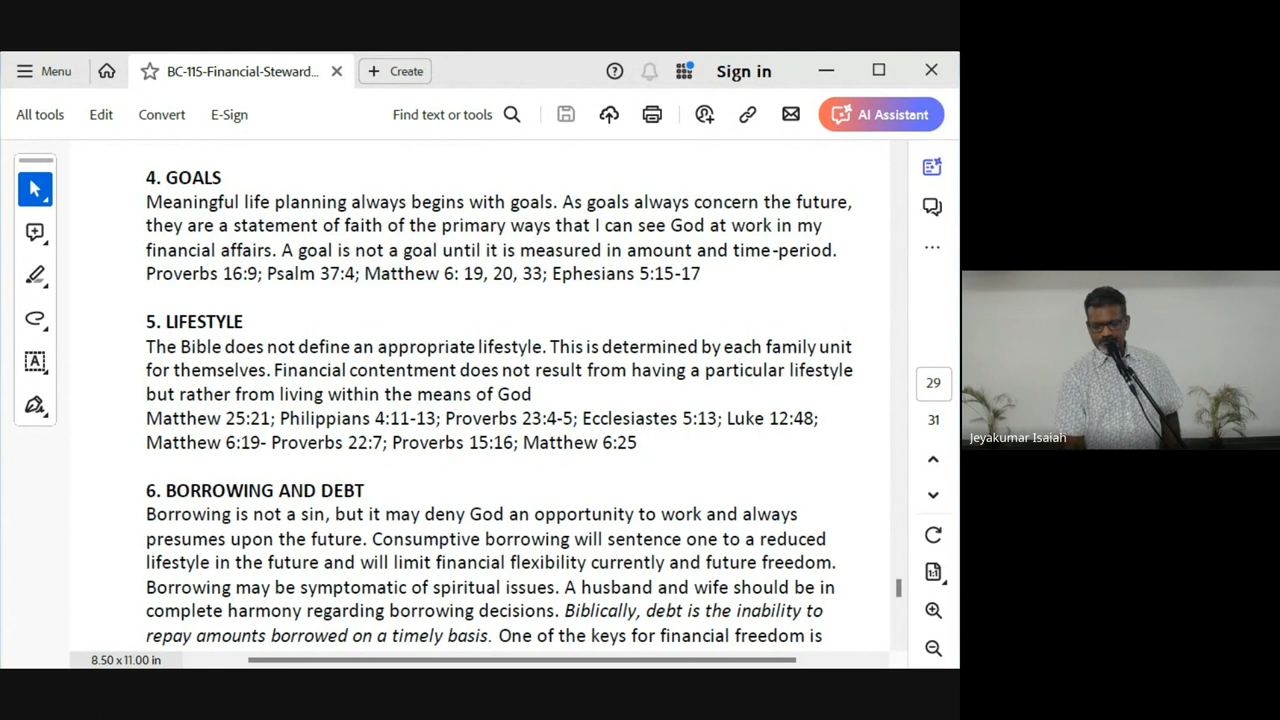 Menu
BC-115-Financial-Steward...
Create
Sign in
All tools
Edit
Convert
E-Sign
Find text or tools
AI Assistant
4. GOALS
Meaningful life planning always begins with goals. As goals always concern the future,
they are a statement of faith of the primary ways that I can see God at work in my
financial affairs. A goal is not a goal until it is measured in amount and time-period.
Proverbs 16:9; Psalm 37:4; Matthew 6: 19, 20, 33; Ephesians 5:15-17
5. LIFESTYLE
The Bible does not define an appropriate lifestyle. This is determined by each family unit
for themselves. Financial contentment does not result from having a particular lifestyle
but rather from living within the means of God
Matthew 25:21; Philippians 4:11-13; Proverbs 23:4-5; Ecclesiastes 5:13; Luke 12:48;
Matthew 6:19- Proverbs 22:7; Proverbs 15:16; Matthew 6:25
6. BORROWING AND DEBT
Borrowing is not a sin, but it may deny God an opportunity to work and always
presumes upon the future. Consumptive borrowing will sentence one to a reduced
lifestyle in the future and will limit financial flexibility currently and future freedom.
Borrowing may be symptomatic of spiritual issues. A husband and wife should be in
complete harmony regarding borrowing decisions. Biblically, debt is the inability to
repay amounts borrowed on a timely basis. One of the keys for financial freedom is
8.50 x 11.00 in
29
31
1:1
Jeyakumar Isaiah